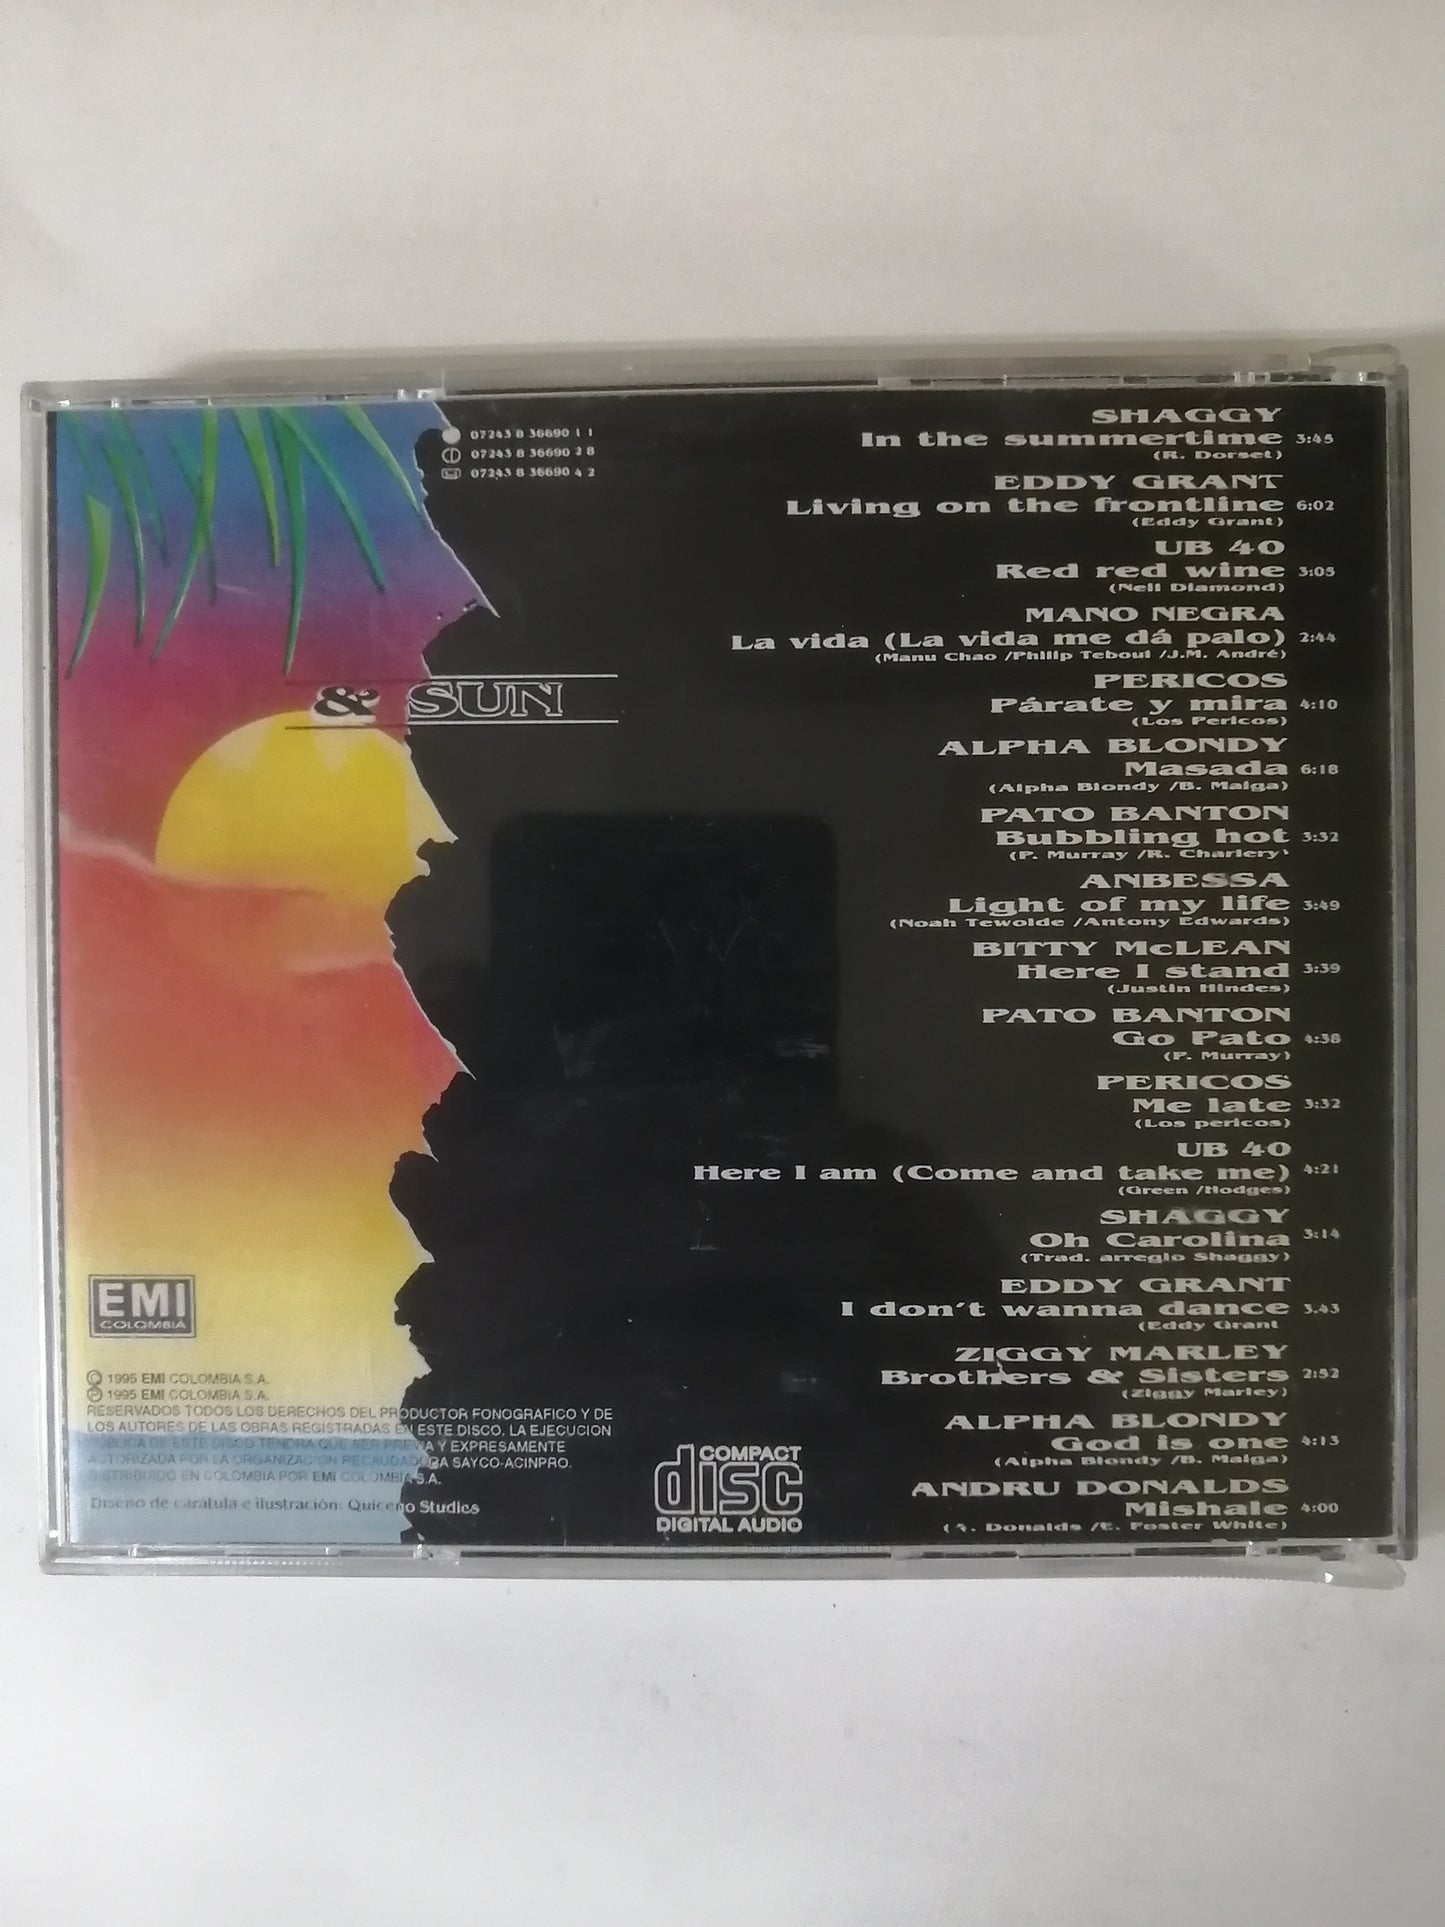 07243 8 36690 1 1
07243 8 36690 2 8
07243 8 36690 4 2
& SUN
SHAGGY
In the summertime 3:45
(R. Dorset)
EDDY GRANT
Living on the frontline 6:02
(Eddy Grant)
UB 40
Red red wine 3:05
(Neil Diamond)
MANO NEGRA
La vida (La vida me dá palo) 2:44
(Manu Chao /Philip Teboul /J.M. André)
PERICOS
Párate y mira 4:10
(Los Pericos)
ALPHA BLONDY
Masada 6:18
(Alpha Blondy /B. Maiga)
PATO BANTON
Bubbling hot 3:32
(P. Murray /R. Charlery)
ANBESSA
Light of my life 3:49
(Noah Tewolde /Antony Edwards)
BITTY McLEAN
Here I stand 3:39
(Justin Hindes)
PATO BANTON
Go Pato 4:38
(P. Murray)
PERICOS
Me late 3:32
(Los pericos)
UB 40
Here I am (Come and take me) 4:21
(Green /Hodges)
SHAGGY
Oh Carolina 3:14
(Trad. arreglo Shaggy)
EDDY GRANT
I don't wanna dance 3.43
(Eddy Grant
ZIGGY MARLEY
Brothers & Sisters 2:52
(Ziggy Marley)
ALPHA BLONDY
God is one 4:13
(Alpha Blondy /B. Maiga)
ANDRU DONALDS
Mishale 4:00
(A. Donalds /E. Foster White)
EMI
COLOMBIA
© 1995 EMI COLOMBIA S.A.
℗ 1995 EMI COLOMBIA S.A.
RESERVADOS TODOS LOS DERECHOS DEL PRODUCTOR FONOGRAFICO Y DE
LOS AUTORES DE LAS OBRAS REGISTRADAS EN ESTE DISCO. LA EJECUCION
PUBLICA DE ESTE DISCO TENDRA QUE SER PREVIA Y EXPRESAMENTE
AUTORIZADA POR LA ORGANIZACION RECAUDADORA SAYCO-ACINPRO.
DISTRIBUIDO EN COLOMBIA POR EMI COLOMBIA S.A.
Diseño de carátula e ilustración: Quiceno Studios
COMPACT
disc
DIGITAL AUDIO